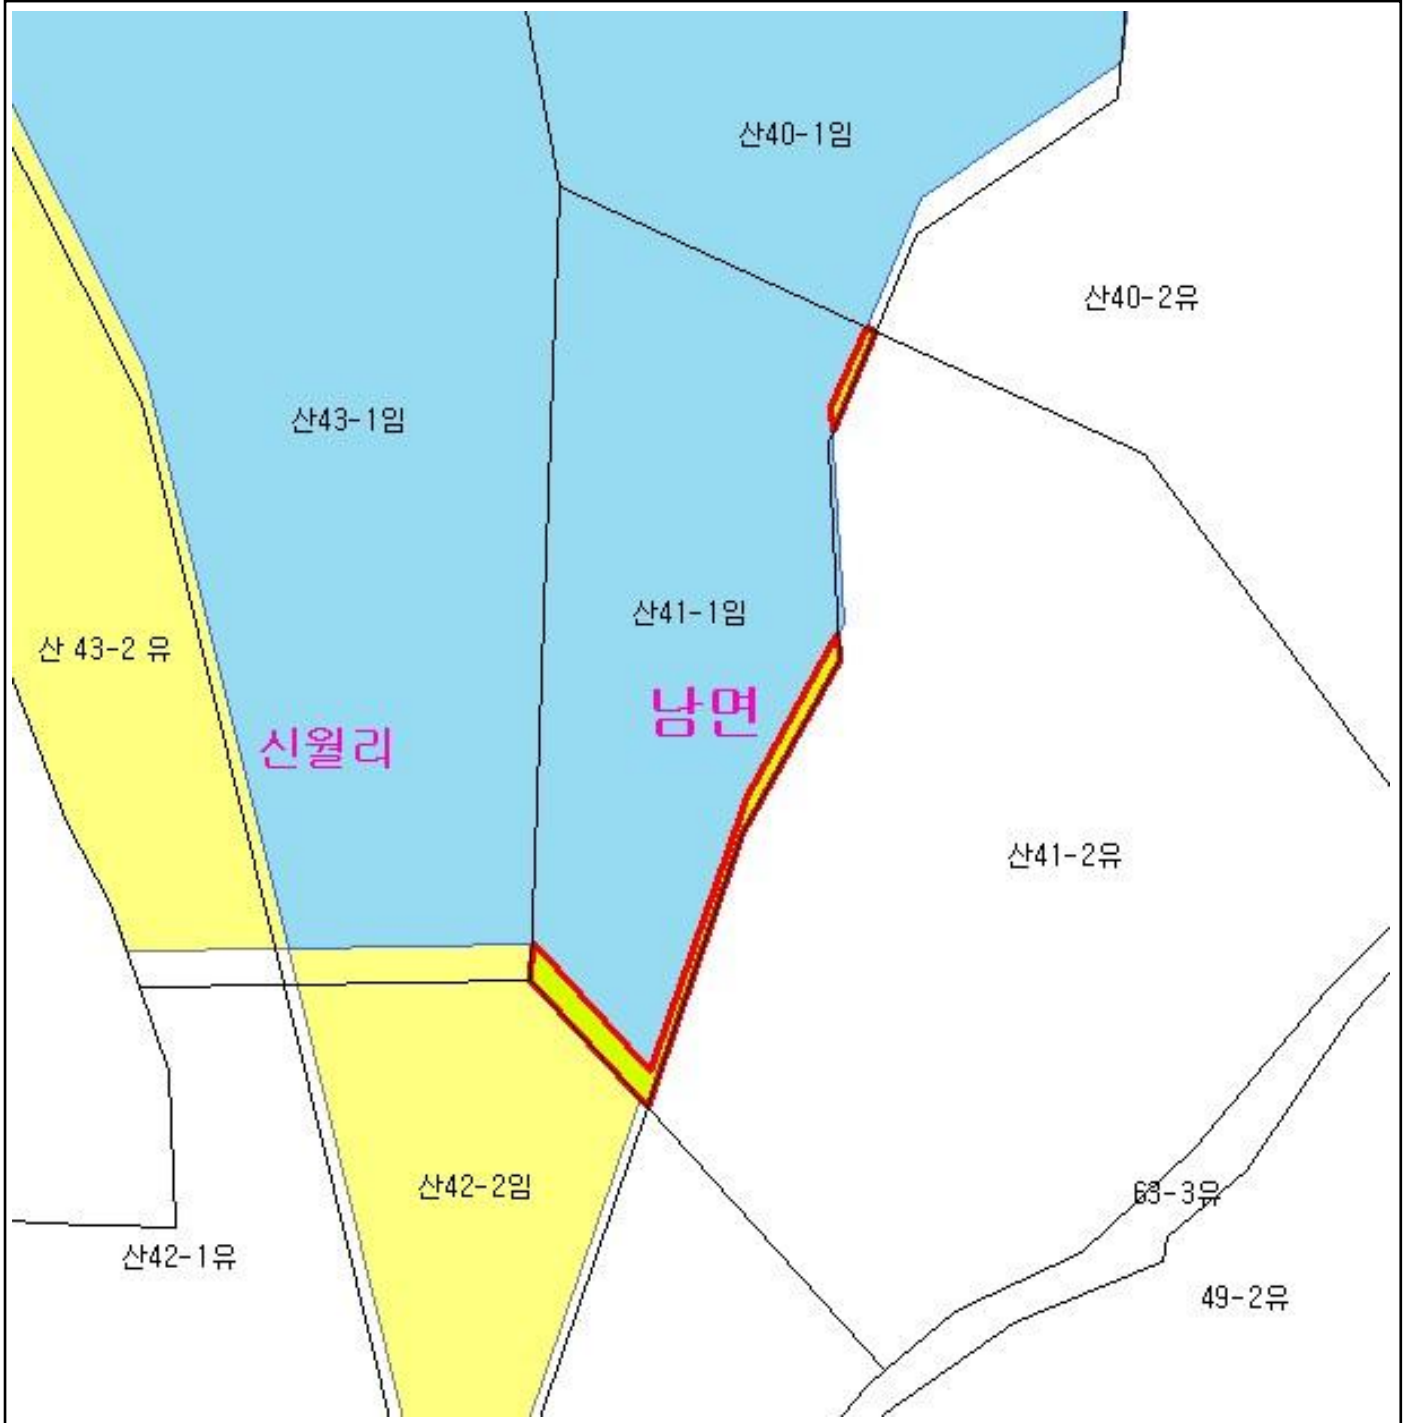 산40-1임
산40-2유
산43-1임
산41-1임
산 43-2 유
남면
신월리
산41-2유
산42-2임
63-3유
산42-1유
49-2유